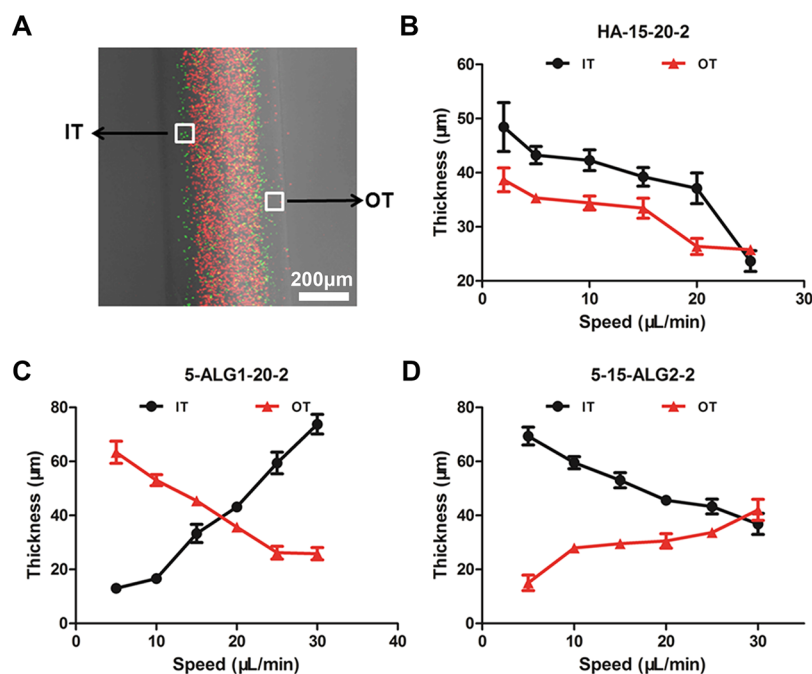 A
IT
OT
200μm
B
HA-15-20-2
IT
OT
Thickness (μm)
60
50
40
30
20
0
10
20
30
Speed (μL/min)
C
5-ALG1-20-2
IT
OT
Thickness (μm)
80
60
40
20
0
0
10
20
30
40
Speed (μL/min)
D
5-15-ALG2-2
IT
OT
Thickness (μm)
80
60
40
20
0
0
10
20
30
Speed (μL/min)